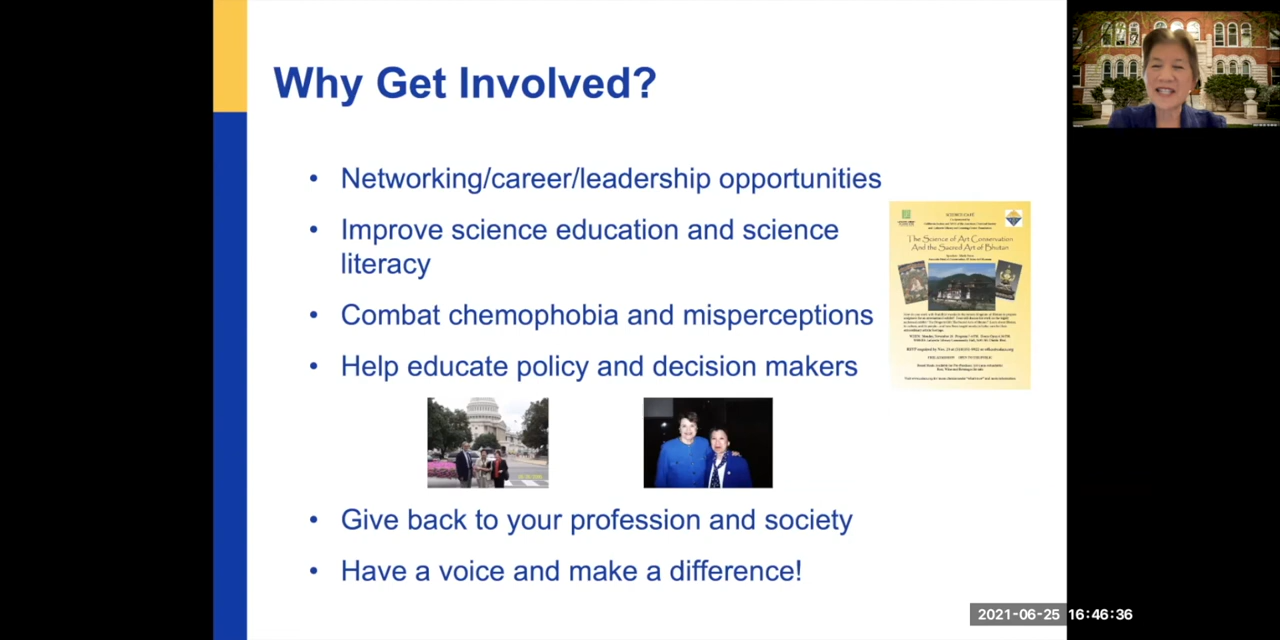 Why Get Involved?
• Networking/career/leadership opportunities
• Improve science education and science
literacy
• Combat chemophobia and misperceptions
• Help educate policy and decision makers
• Give back to your profession and society
• Have a voice and make a difference!
SCIENCE CAFÉ
The Science of Art Conservation
And the Sacred Art of Bhutan
2021-06-25 16:46:36